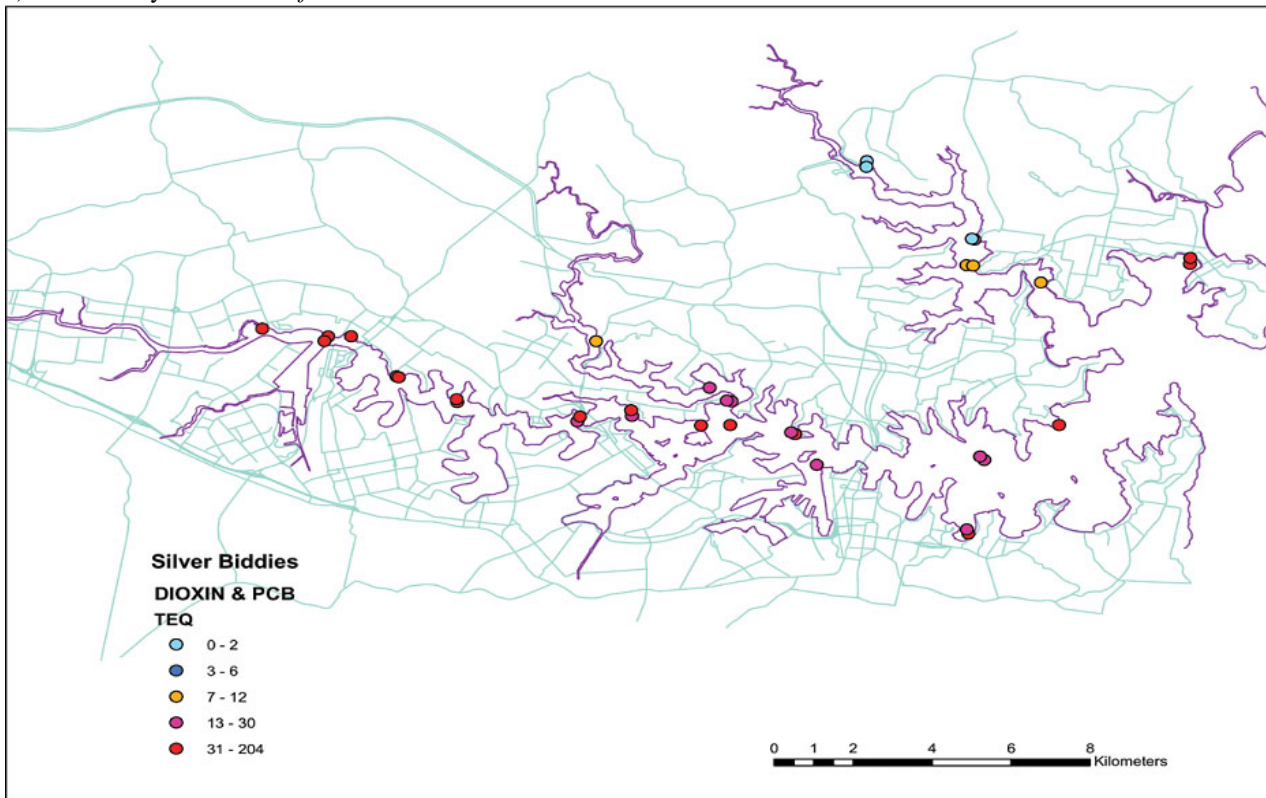 Silver Biddies
DIOXIN & PCB
TEQ
0 - 2
3 - 6
7 - 12
13 - 30
31 - 204
0 1 2 4 6 8
Kilometers